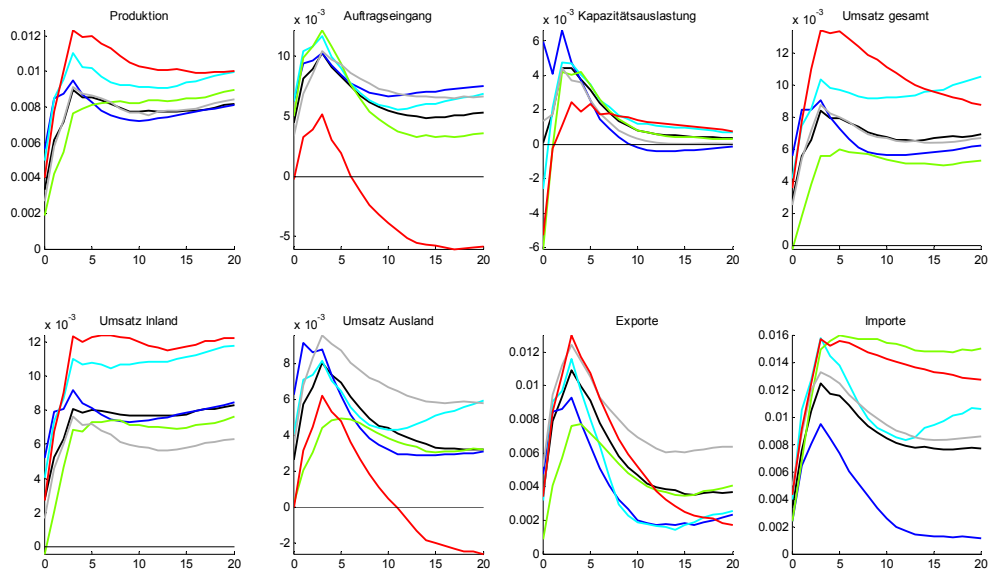 Produktion
0.012
0.01
0.008
0.006
0.004
0.002
0
0 5 10 15 20
x 10⁻³
Auftragseingang
10
5
0
-5
0 5 10 15 20
x 10⁻³
Kapazitätsauslastung
6
4
2
0
-2
-4
-6
0 5 10 15 20
x 10⁻³
Umsatz gesamt
12
10
8
6
4
2
0
0 5 10 15 20
x 10⁻³
Umsatz Inland
12
10
8
6
4
2
0
0 5 10 15 20
x 10⁻³
Umsatz Ausland
8
6
4
2
0
-2
0 5 10 15 20
Exporte
0.012
0.01
0.008
0.006
0.004
0.002
0
0 5 10 15 20
Importe
0.016
0.014
0.012
0.01
0.008
0.006
0.004
0.002
0
0 5 10 15 20